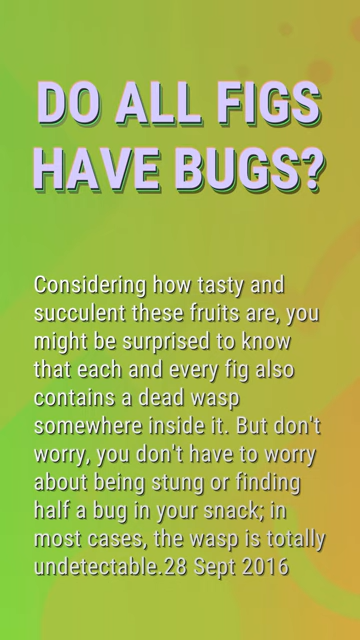 DO ALL FIGS
HAVE BUGS?
Considering how tasty and
succulent these fruits are, you
might be surprised to know
that each and every fig also
contains a dead wasp
somewhere inside it. But don't
worry, you don't have to worry
about being stung or finding
half a bug in your snack; in
most cases, the wasp is totally
undetectable.28 Sept 2016